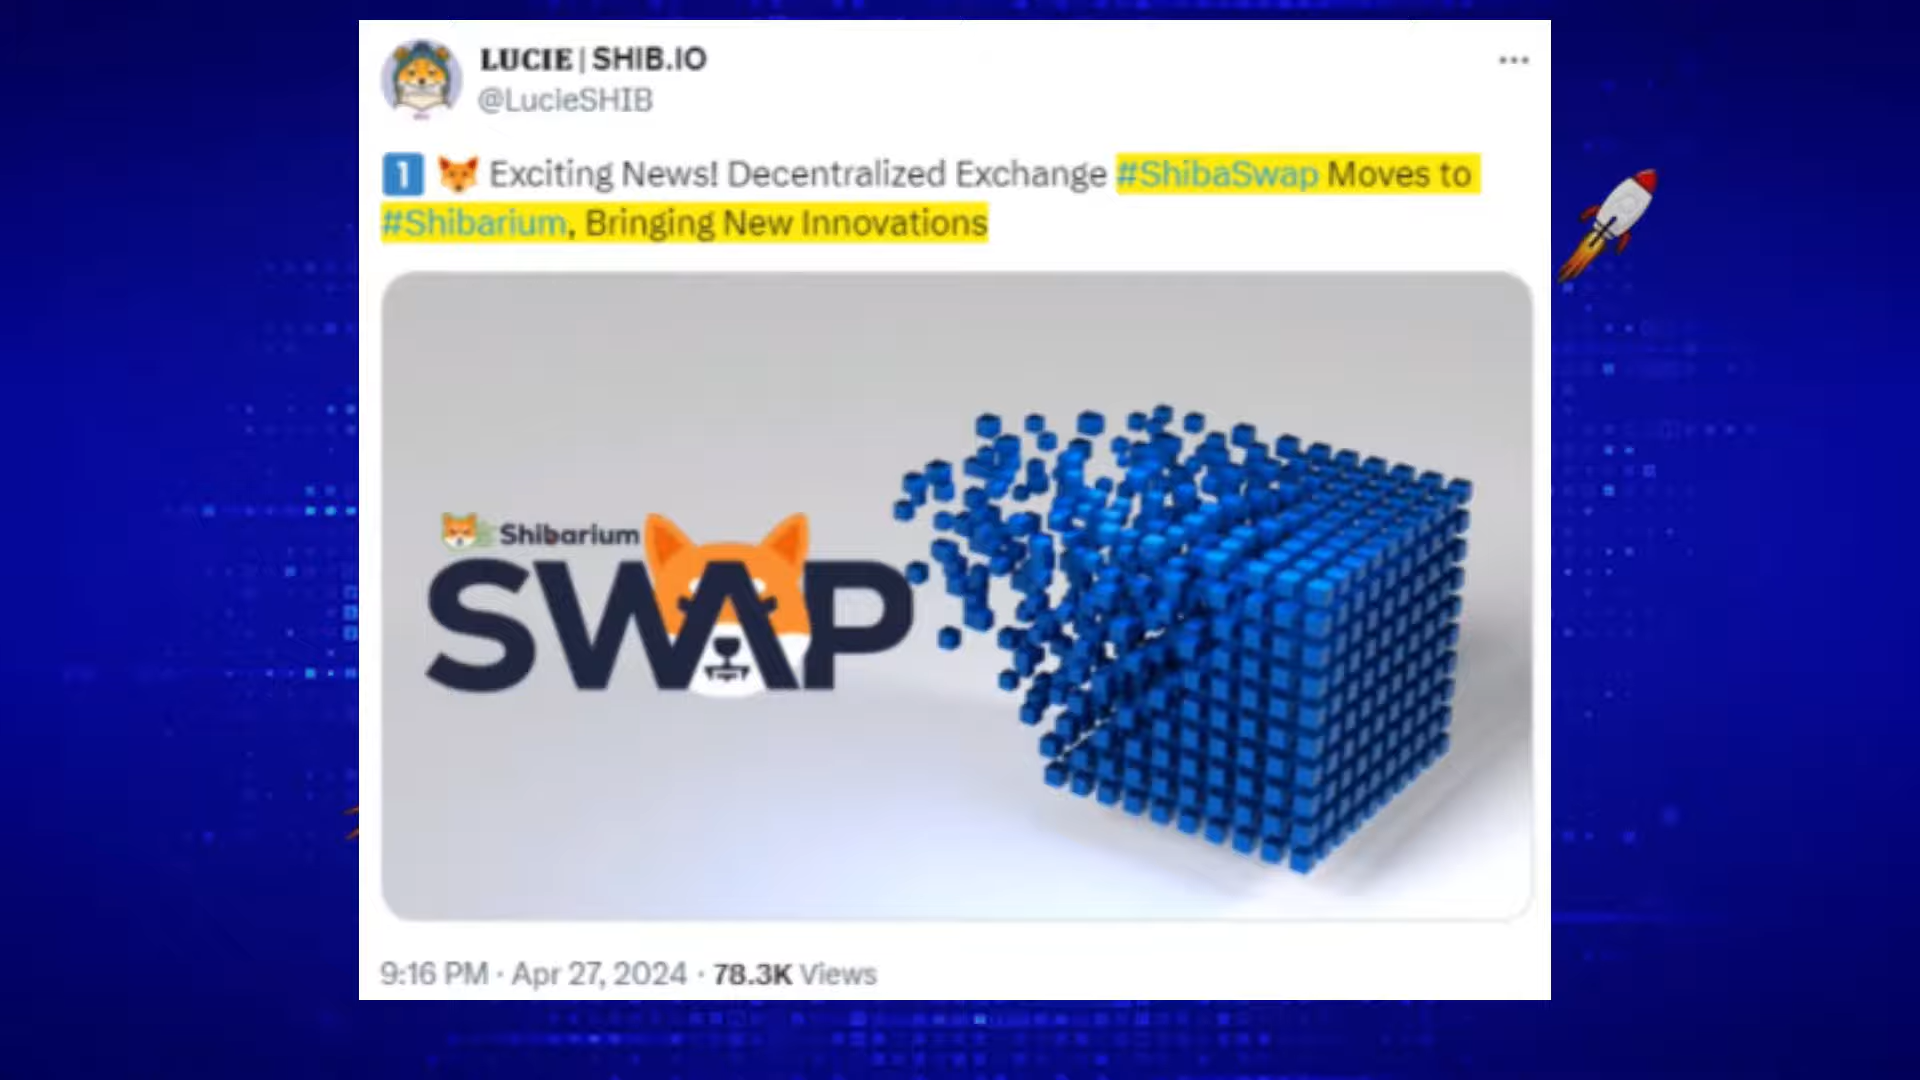 LUCIE | SHIB.IO
@LucieSHIB
1 Exciting News! Decentralized Exchange #ShibaSwap Moves to
#Shibarium, Bringing New Innovations
Shibarium
SWAP
9:16 PM · Apr 27, 2024 · 78.3K Views